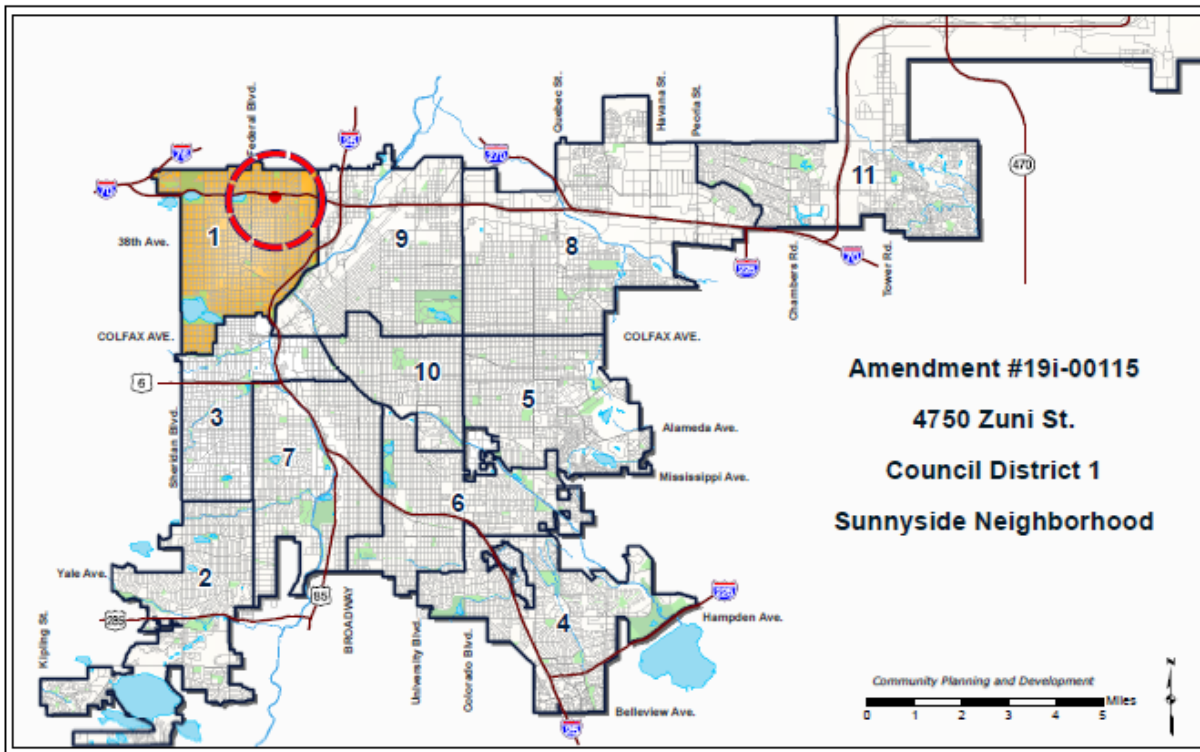 Quebec St.
Havana St.
Peoria St.
Federal Blvd.
25
76
270
70
470
11
38th Ave.
1
9
8
225
70
Chambers Rd.
Tower Rd.
COLFAX AVE.
COLFAX AVE.
6
10
5
3
7
Sheridan Blvd.
Alameda Ave.
Mississippi Ave.
6
Yale Ave.
2
285
85
BROADWAY
University Blvd.
Colorado Blvd.
4
225
Hampden Ave.
Kipling St.
Belleview Ave.
25
Amendment #19i-00115
4750 Zuni St.
Council District 1
Sunnyside Neighborhood
Community Planning and Development
Miles
0 1 2 3 4 5
N